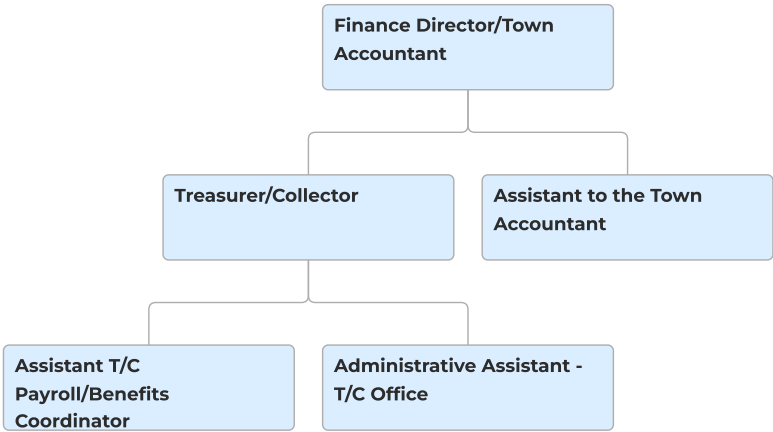 Finance Director/Town
Accountant
Treasurer/Collector
Assistant to the Town
Accountant
Assistant T/C
Payroll/Benefits
Coordinator
Administrative Assistant -
T/C Office